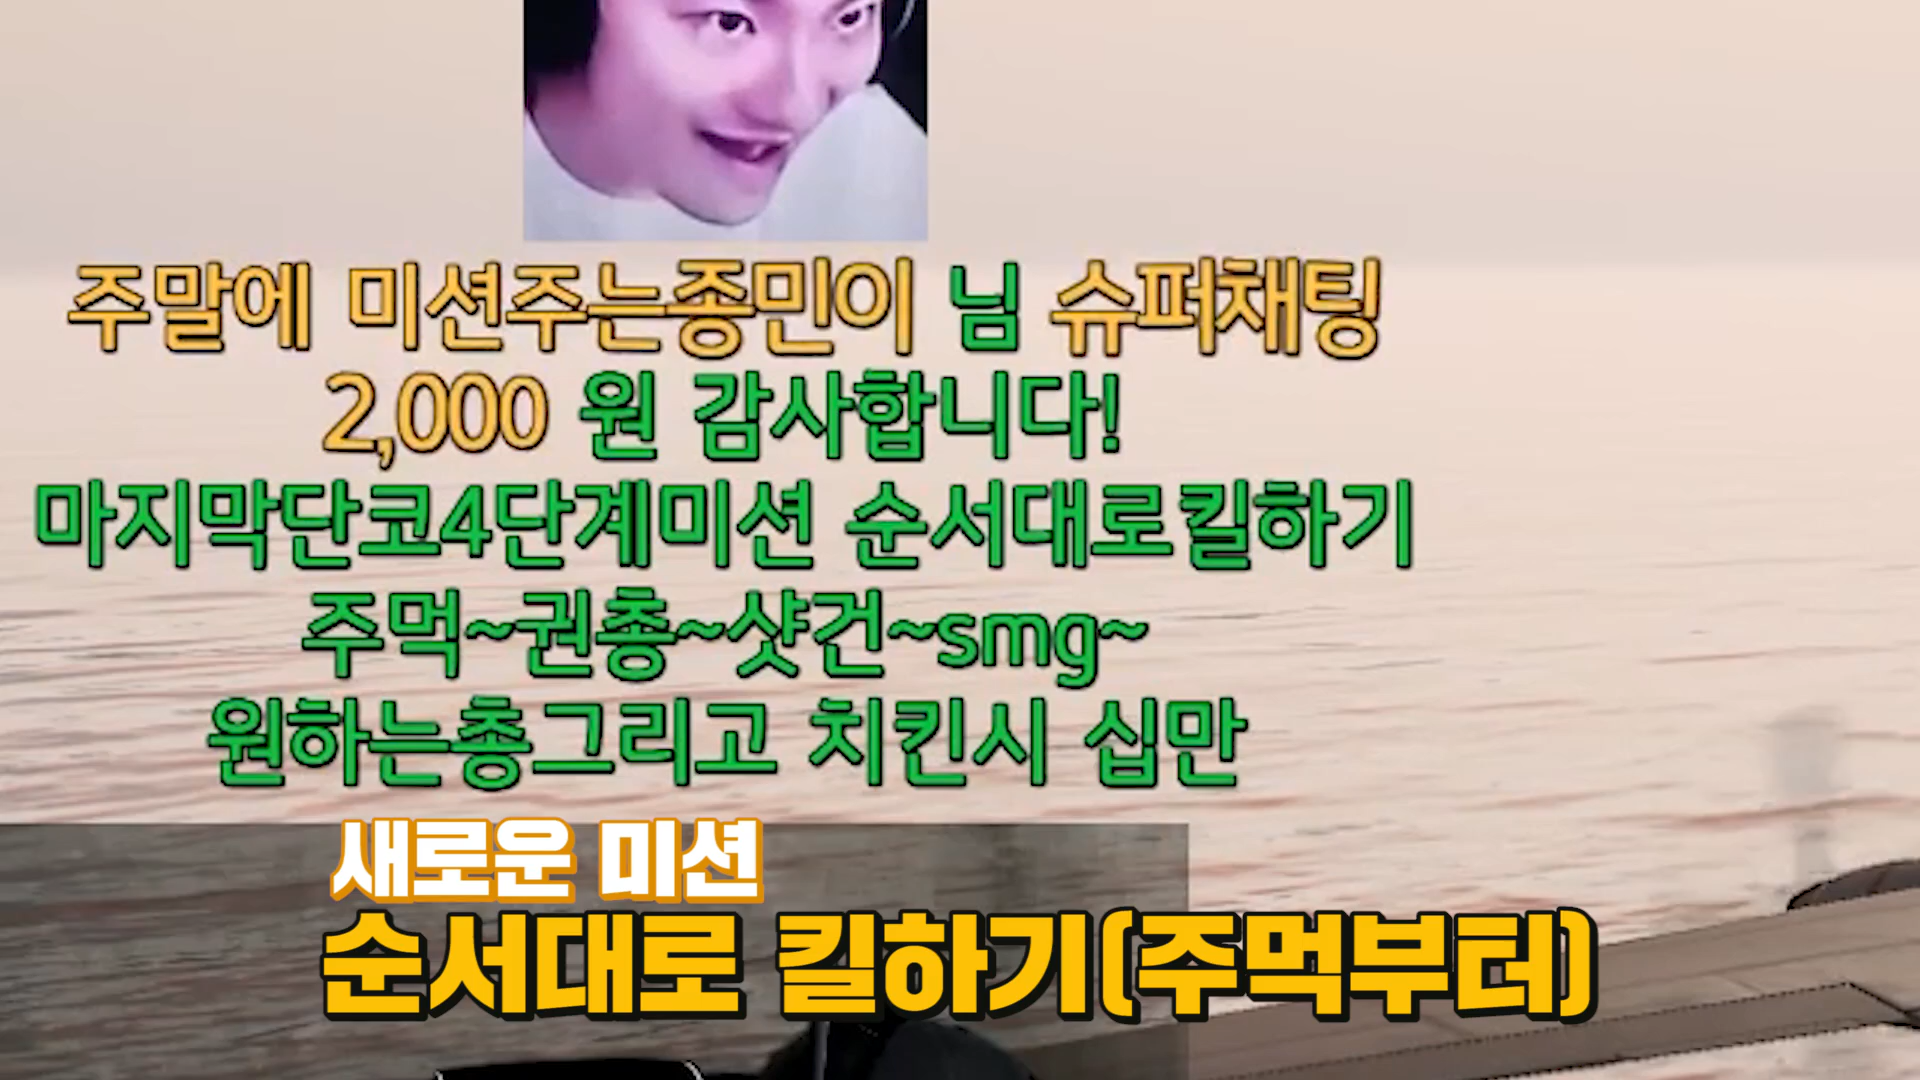 주말에 미션주는종민이 님 슈퍼채팅
2,000 원 감사합니다!
마지막단코4단계미션 순서대로킬하기
주먹~권총~샷건~smg~
원하는총그리고 치킨시 십만
새로운 미션
순서대로 킬하기(주먹부터)